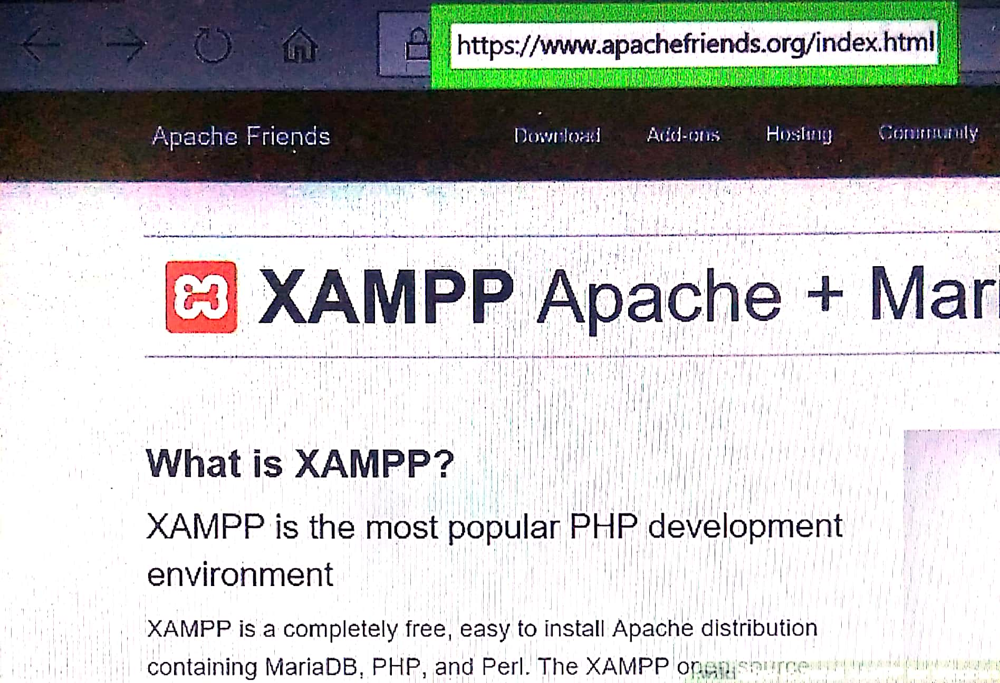 https://www.apachefriends.org/index.html
Apache Friends Download Add-ons Hosting Community
XAMPP Apache + Mari
What is XAMPP?
XAMPP is the most popular PHP development
environment
XAMPP is a completely free, easy to install Apache distribution
containing MariaDB, PHP, and Perl. The XAMPP open source